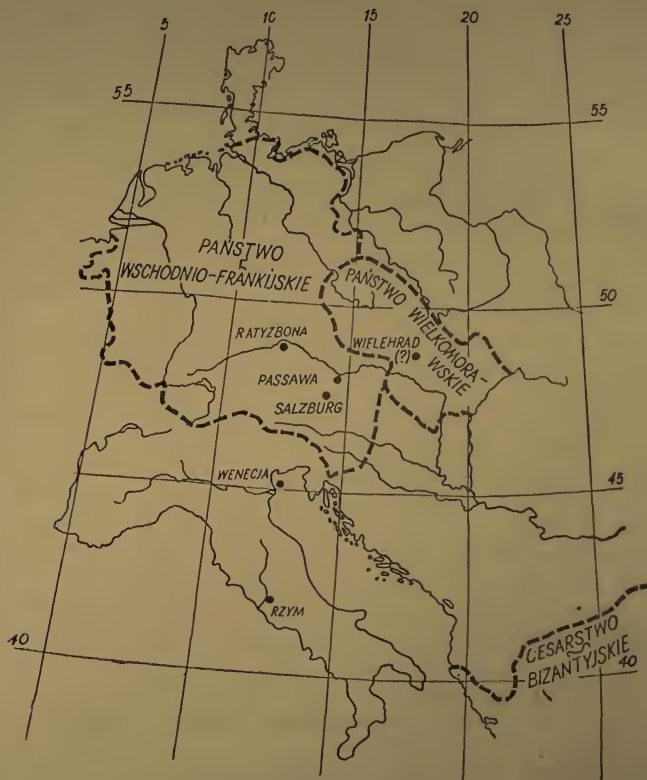 5
10
15
20
25
55
55
PAŃSTWO
WSCHODNIO-FRANKIJSKIE
PAŃSTWO WIELKOMORA-
WSKIE
50
RATYZBONA
WIELEHRAD
(?)
PASSAWA
SALZBURG
WENECJA
45
RZYM
40
CESARSTWO
BIZANTYJSKIE
40